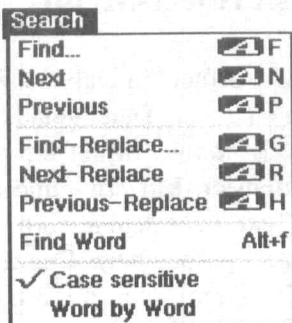 Search
Find... F
Next N
Previous P
Find-Replace... G
Next-Replace R
Previous-Replace H
Find Word Alt+f
✓ Case sensitive
Word by Word